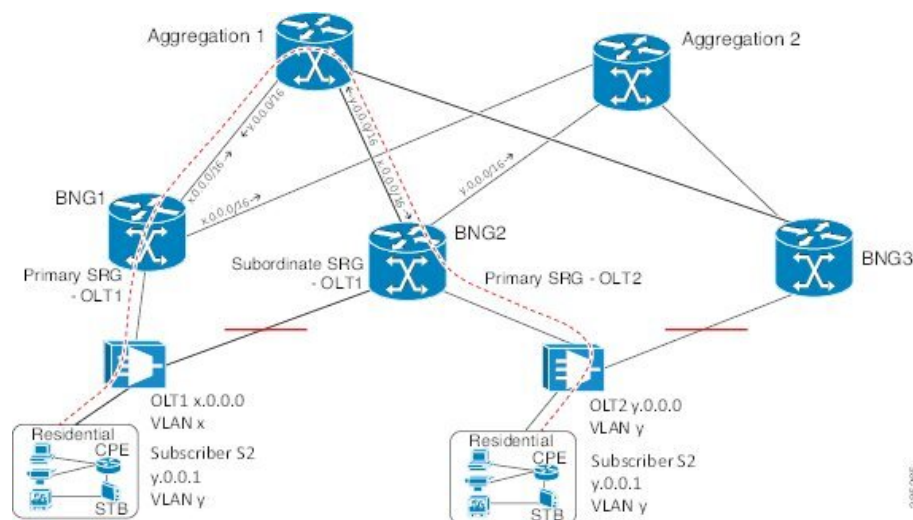 Aggregation 1
Aggregation 2
←y.0.0.0/16
x.0.0.0/16→
←y.0.0.0/16
x.0.0.0/16→
y.0.0.0/16→
x.0.0.0/16→
BNG1
BNG2
BNG3
Primary SRG
- OLT1
Subordinate SRG
- OLT1
Primary SRG - OLT2
OLT1 x.0.0.0
VLAN x
OLT2 y.0.0.0
VLAN y
Residential
CPE
STB
Subscriber S2
y.0.0.1
VLAN y
Residential
CPE
STB
Subscriber S2
y.0.0.1
VLAN y